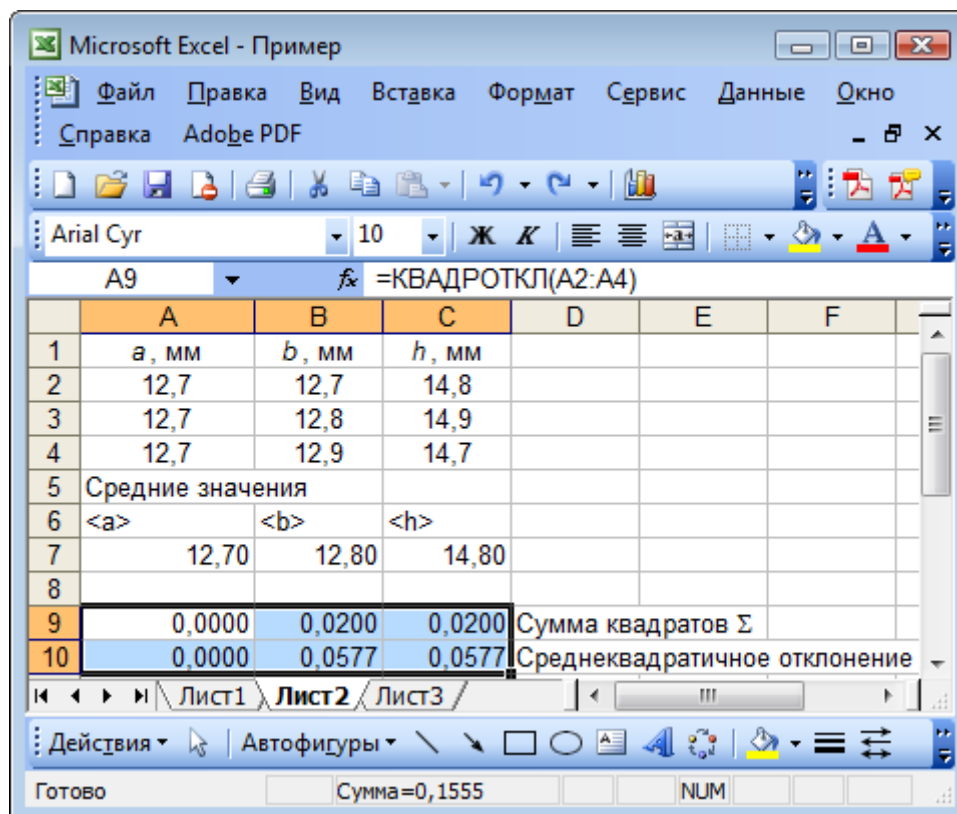 Microsoft Excel - Пример
Файл Правка Вид Вставка Формат Сервис Данные Окно
Справка Adobe PDF
Arial Cyr 10 Ж К a А
A9 fx =КВАДРОТКЛ(A2:A4)
A B C D E F
1 a , мм b , мм h , мм
2 12,7 12,7 14,8
3 12,7 12,8 14,9
4 12,7 12,9 14,7
5 Средние значения
6 <a> <b> <h>
7 12,70 12,80 14,80
8
9 0,0000 0,0200 0,0200 Сумма квадратов Σ
10 0,0000 0,0577 0,0577 Среднеквадратичное отклонение
Лист1 Лист2 Лист3
Действия Автофигуры
Готово Сумма=0,1555 NUM